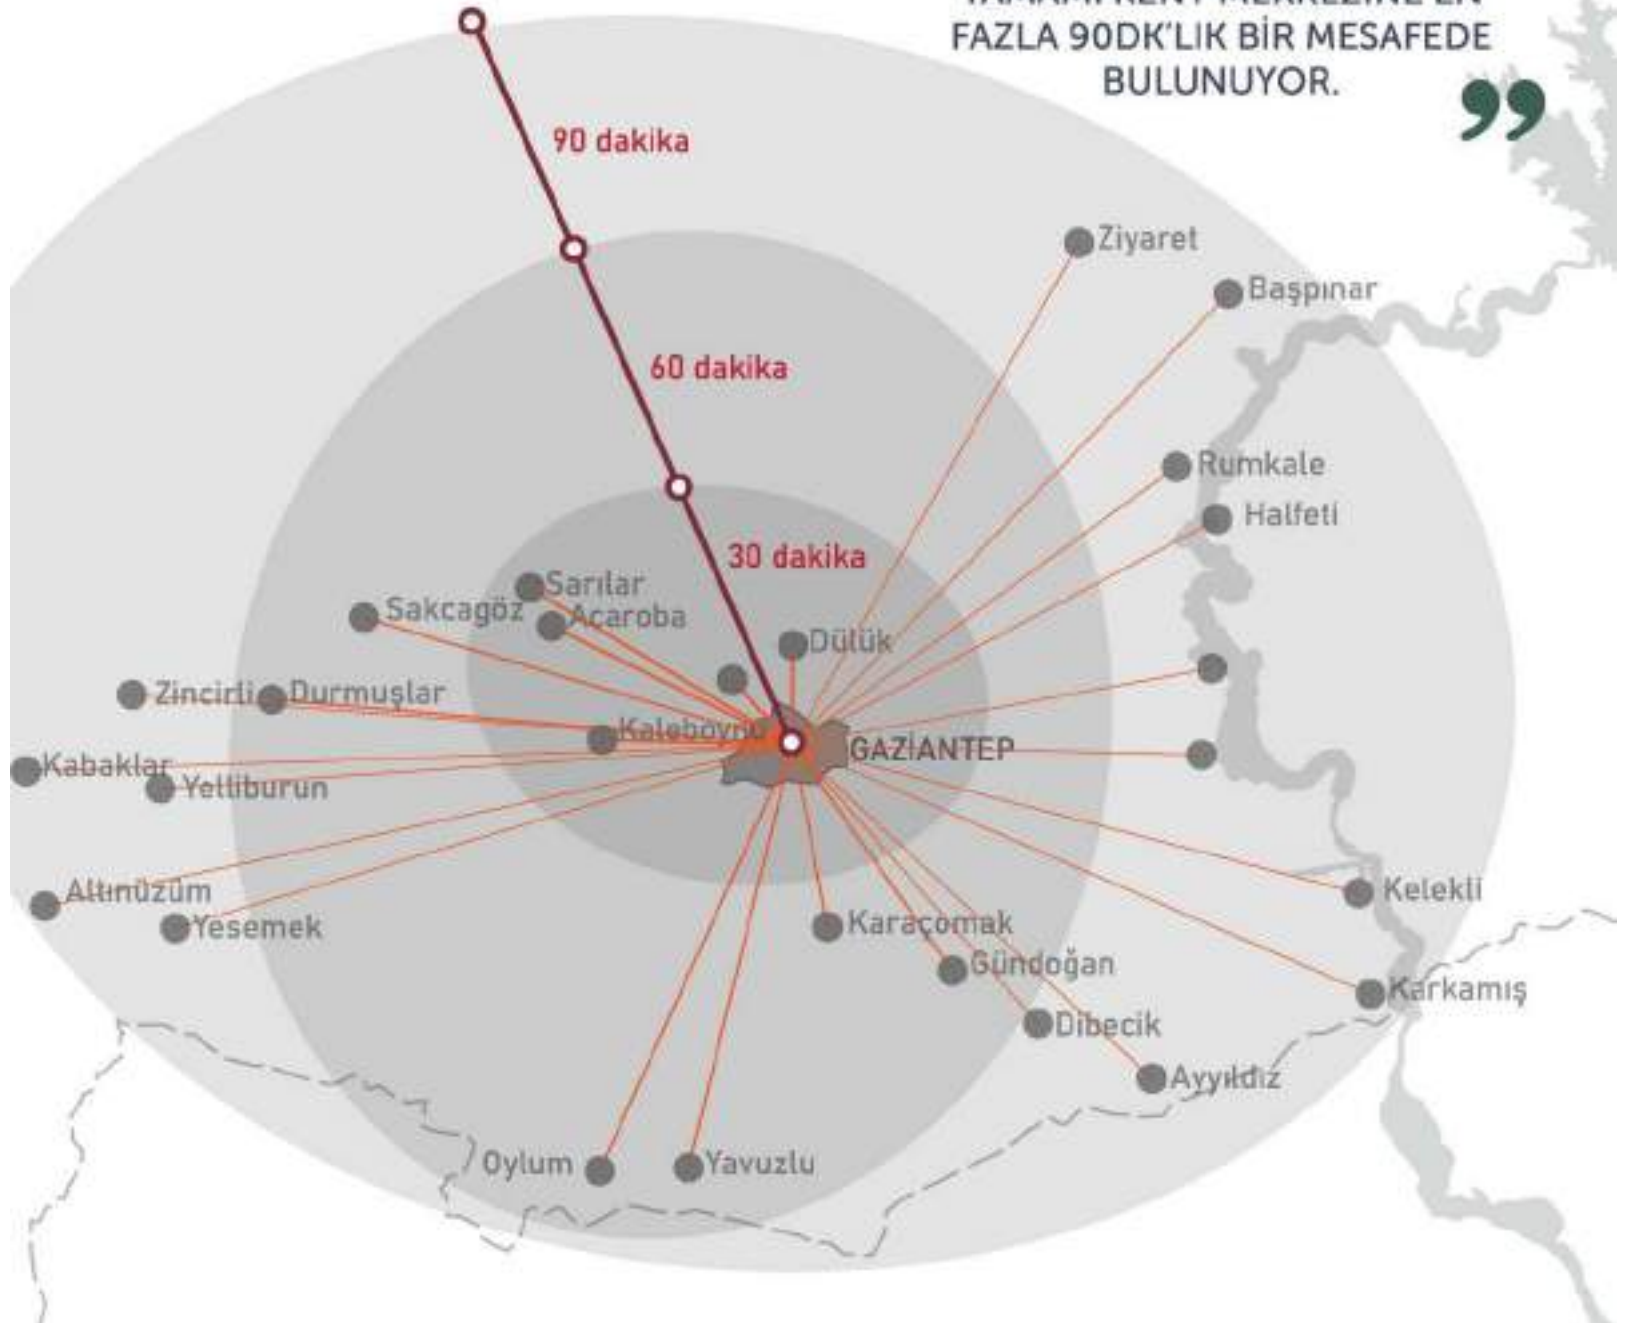 FAZLA 90DK'LIK BİR MESAFEDE
BULUNUYOR.
”
90 dakika
Ziyaret
Başpınar
60 dakika
Rumkale
Halfeti
30 dakika
Sarılar
Sakcagöz
Acaroba
Dülük
Zincirli
Durmuşlar
Kaleboynu
GAZİANTEP
Kabaklar
Yelliburun
Altınüzüm
Yesemek
Kelekli
Karaçomak
Gündoğan
Karkamış
Dibecik
Ayyıldız
Oylum
Yavuzlu